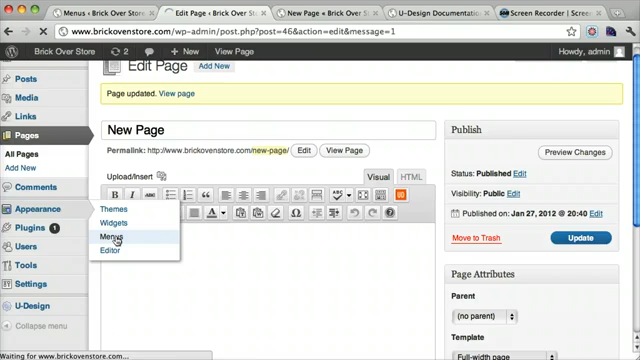 Menus ‹ Brick Over Store
Edit Page ‹ Brick Over St
New Page « Brick Over Sto
U-Design Documentation
Screen Recorder | Screen S
www.brickovenstore.com/wp-admin/post.php?post=46&action=edit&message=1
Brick Over Store
2
+ New
Howdy, admin
Edit Page
Add New
Posts
Media
Links
Pages
All Pages
Add New
Comments
Appearance
Plugins 1
Users
Tools
Settings
U-Design
Collapse menu
Themes
Widgets
Menus
Editor
Page updated. View page
New Page
Permalink: http://www.brickovenstore.com/new-page/ Edit View Page
Upload/Insert
Visual HTML
B I ABC
Publish
Preview Changes
Status: Published Edit
Visibility: Public Edit
Published on: Jan 27, 2012 @ 20:40 Edit
Move to Trash
Update
Page Attributes
Parent
(no parent)
Template
Full-width page
Waiting for www.brickovenstore.com...